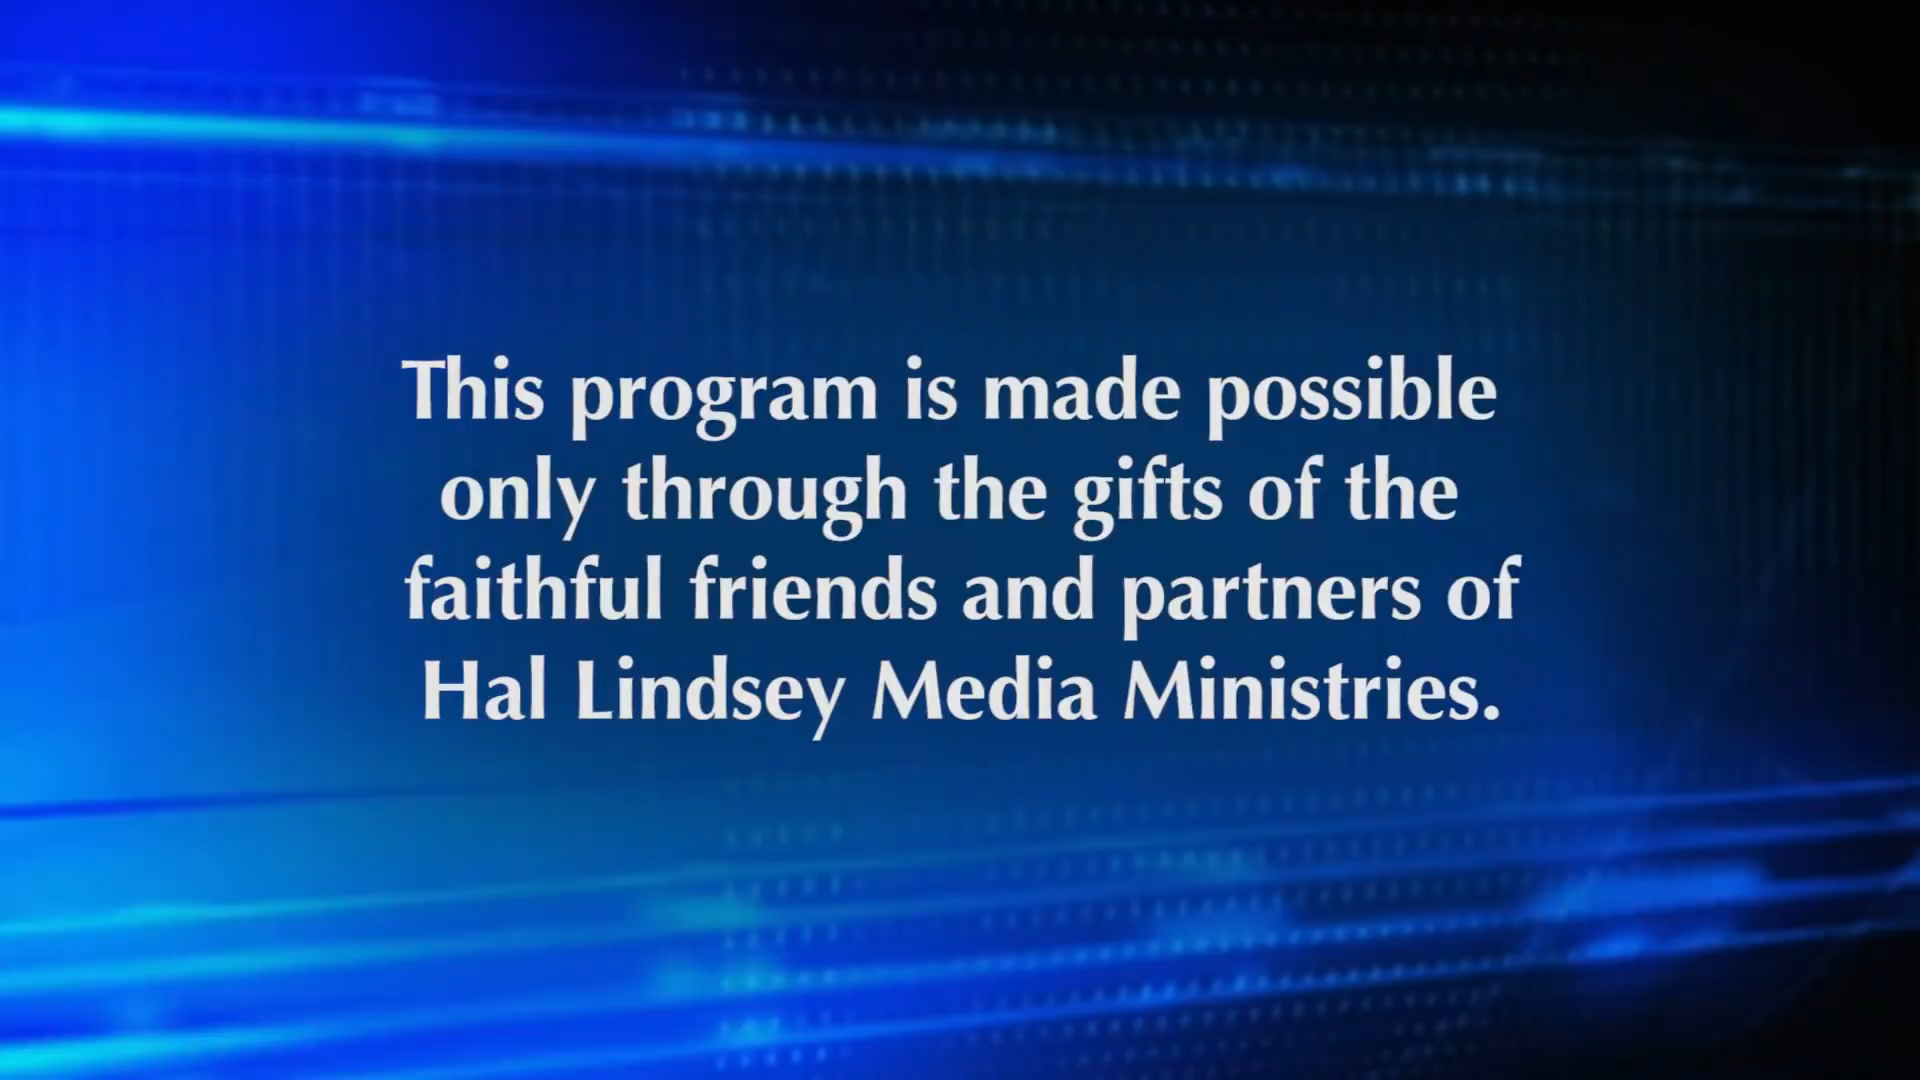 This program is made possible
only through the gifts of the
faithful friends and partners of
Hal Lindsey Media Ministries.